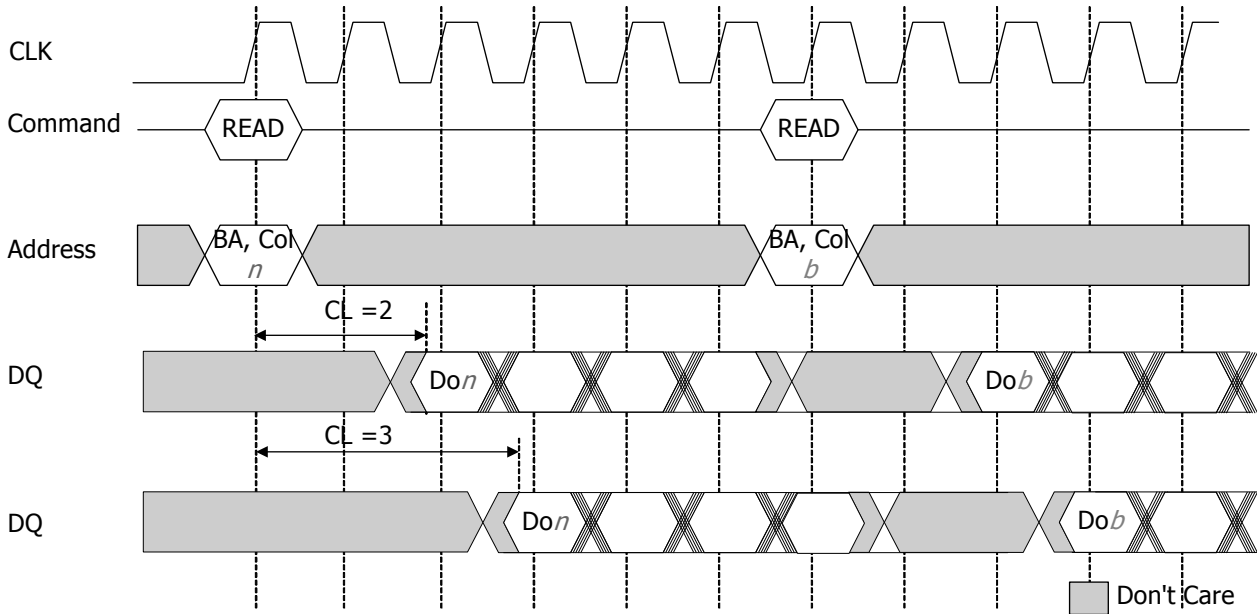 CLK
Command
READ
READ
Address
BA, Col
n
BA, Col
b
CL =2
DQ
Don
Dob
CL =3
DQ
Don
Dob
Don't Care